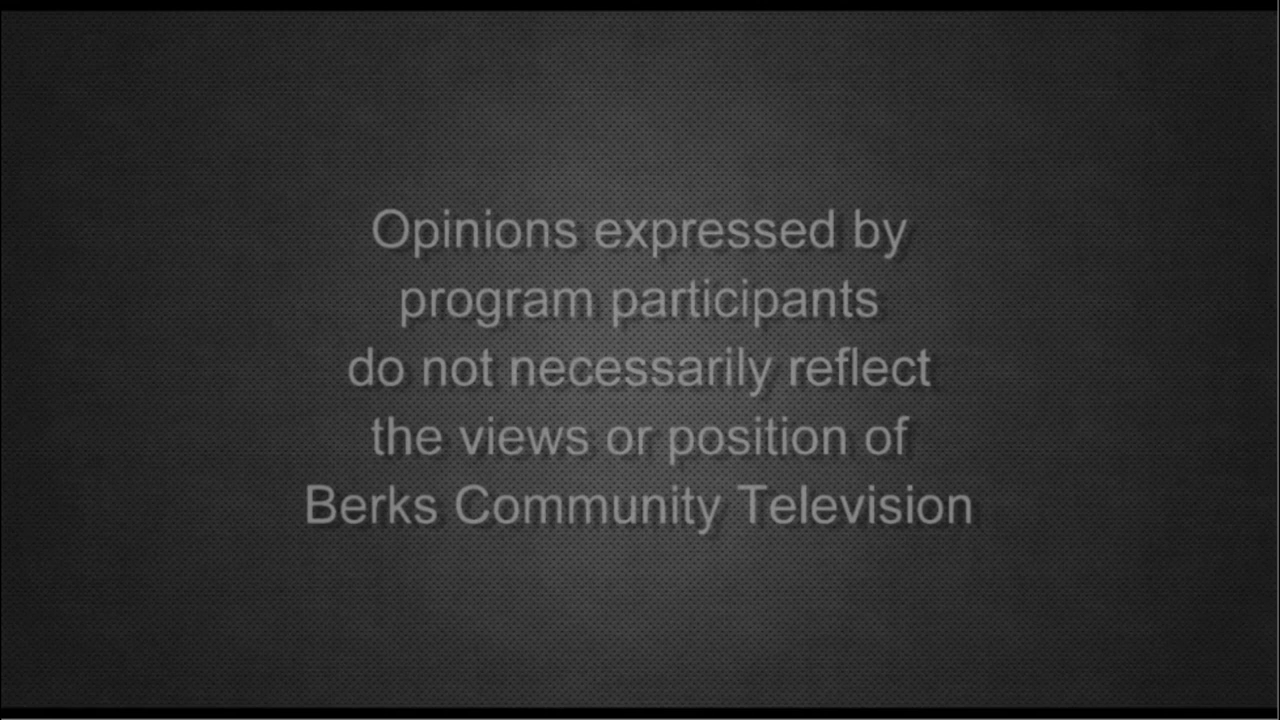 Opinions expressed by
program participants
do not necessarily reflect
the views or position of
Berks Community Television